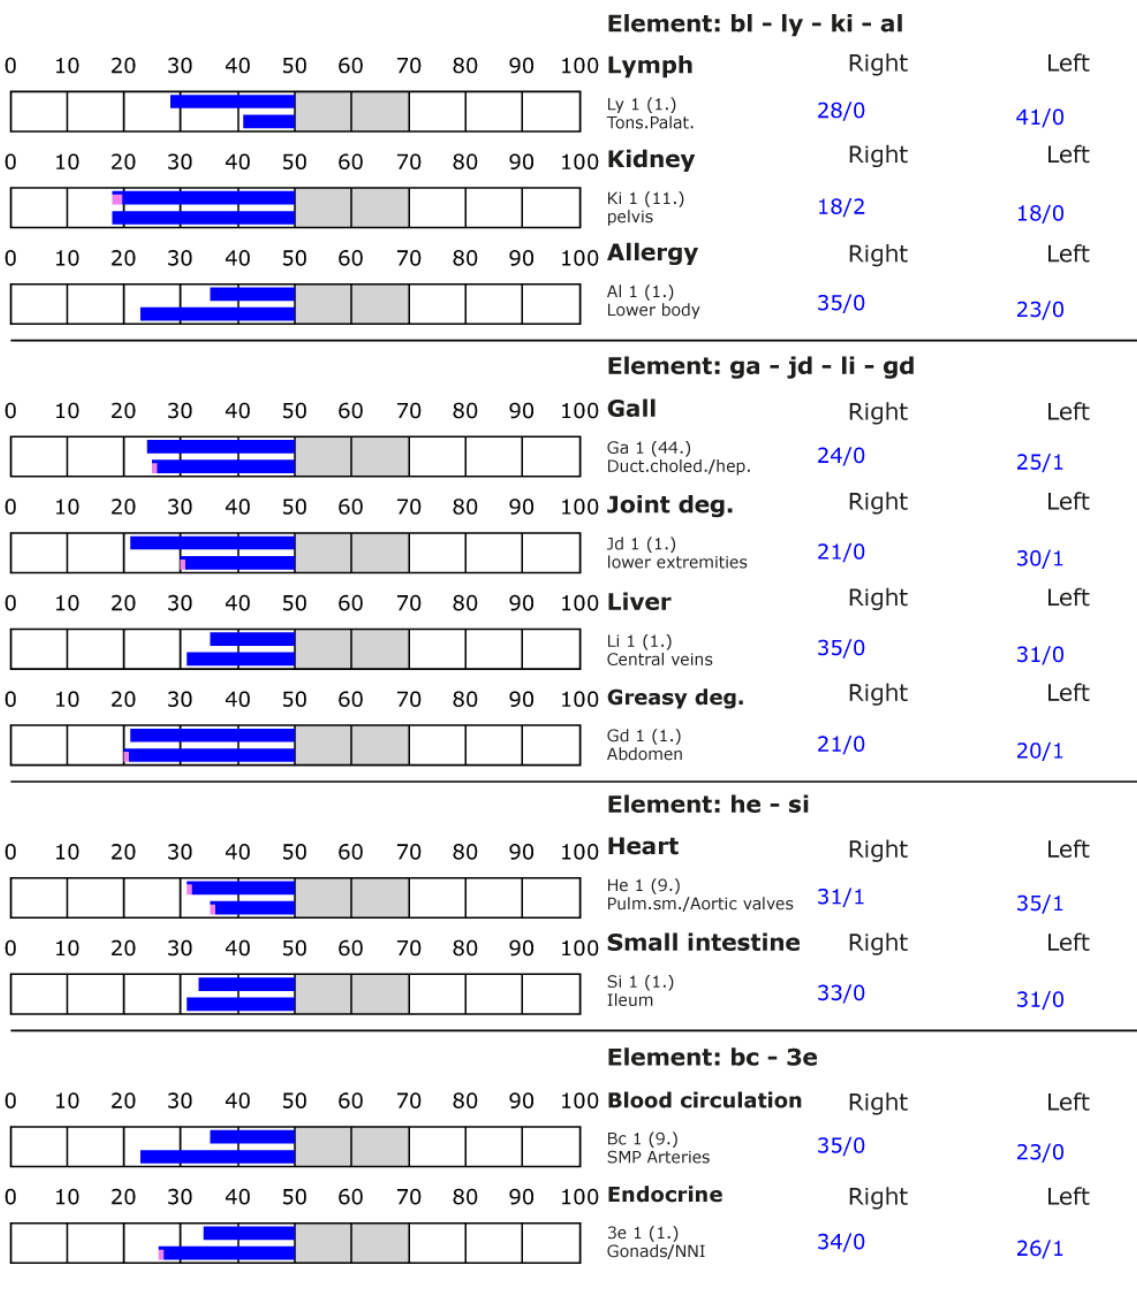 Element: bl - ly - ki - al
0 10 20 30 40 50 60 70 80 90 100 Lymph Right Left
Ly 1 (1.) 28/0 41/0
Tons.Palat.
0 10 20 30 40 50 60 70 80 90 100 Kidney Right Left
Ki 1 (11.) 18/2 18/0
pelvis
0 10 20 30 40 50 60 70 80 90 100 Allergy Right Left
Al 1 (1.) 35/0 23/0
Lower body
Element: ga - jd - li - gd
0 10 20 30 40 50 60 70 80 90 100 Gall Right Left
Ga 1 (44.) 24/0 25/1
Duct.choled./hep.
0 10 20 30 40 50 60 70 80 90 100 Joint deg. Right Left
Jd 1 (1.) 21/0 30/1
lower extremities
0 10 20 30 40 50 60 70 80 90 100 Liver Right Left
Li 1 (1.) 35/0 31/0
Central veins
0 10 20 30 40 50 60 70 80 90 100 Greasy deg. Right Left
Gd 1 (1.) 21/0 20/1
Abdomen
Element: he - si
0 10 20 30 40 50 60 70 80 90 100 Heart Right Left
He 1 (9.) 31/1 35/1
Pulm.sm./Aortic valves
0 10 20 30 40 50 60 70 80 90 100 Small intestine Right Left
Si 1 (1.) 33/0 31/0
Ileum
Element: bc - 3e
0 10 20 30 40 50 60 70 80 90 100 Blood circulation Right Left
Bc 1 (9.) 35/0 23/0
SMP Arteries
0 10 20 30 40 50 60 70 80 90 100 Endocrine Right Left
3e 1 (1.) 34/0 26/1
Gonads/NNI